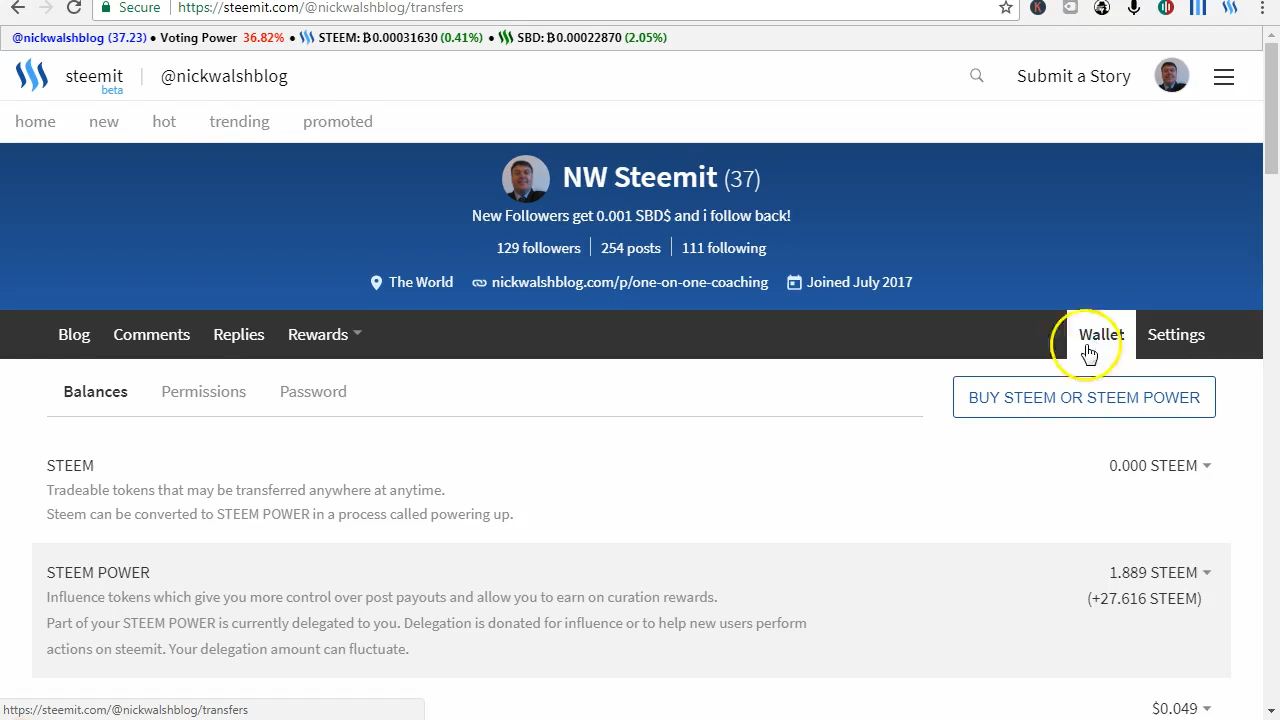 Secure | https://steemit.com/@nickwalshblog/transfers
@nickwalshblog (37.23) • Voting Power 36.82% • STEEM: Ƀ0.00031630 (0.41%) • SBD: Ƀ0.00022870 (2.05%)
steemit beta | @nickwalshblog Submit a Story
home new hot trending promoted
NW Steemit (37)
New Followers get 0.001 SBD$ and i follow back!
129 followers 254 posts 111 following
The World nickwalshblog.com/p/one-on-one-coaching Joined July 2017
Blog Comments Replies Rewards Wallet Settings
Balances Permissions Password BUY STEEM OR STEEM POWER
STEEM 0.000 STEEM
Tradeable tokens that may be transferred anywhere at anytime.
Steem can be converted to STEEM POWER in a process called powering up.
STEEM POWER 1.889 STEEM
Influence tokens which give you more control over post payouts and allow you to earn on curation rewards. (+27.616 STEEM)
Part of your STEEM POWER is currently delegated to you. Delegation is donated for influence or to help new users perform
actions on steemit. Your delegation amount can fluctuate.
$0.049
https://steemit.com/@nickwalshblog/transfers